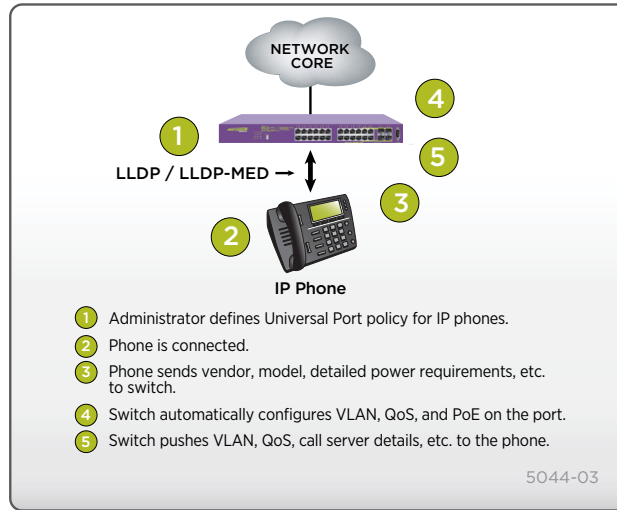 NETWORK
CORE
1
4
5
LLDP / LLDP-MED →
3
2
IP Phone
1 Administrator defines Universal Port policy for IP phones.
2 Phone is connected.
3 Phone sends vendor, model, detailed power requirements, etc.
to switch.
4 Switch automatically configures VLAN, QoS, and PoE on the port.
5 Switch pushes VLAN, QoS, call server details, etc. to the phone.
5044-03